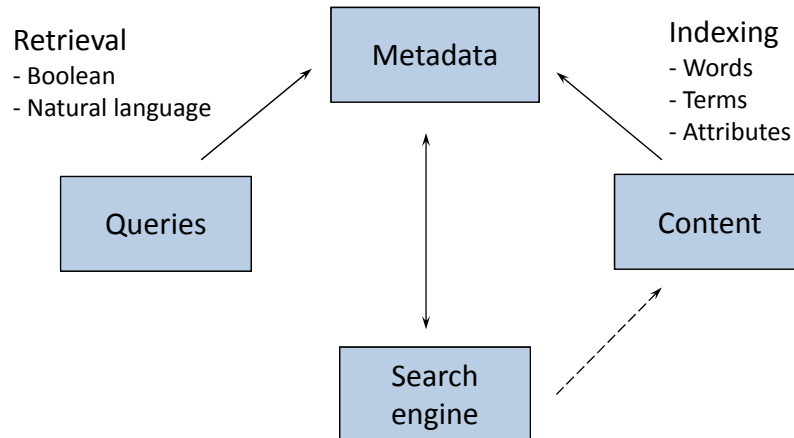 Retrieval
- Boolean
- Natural language
Metadata
Indexing
- Words
- Terms
- Attributes
Queries
Content
Search
engine